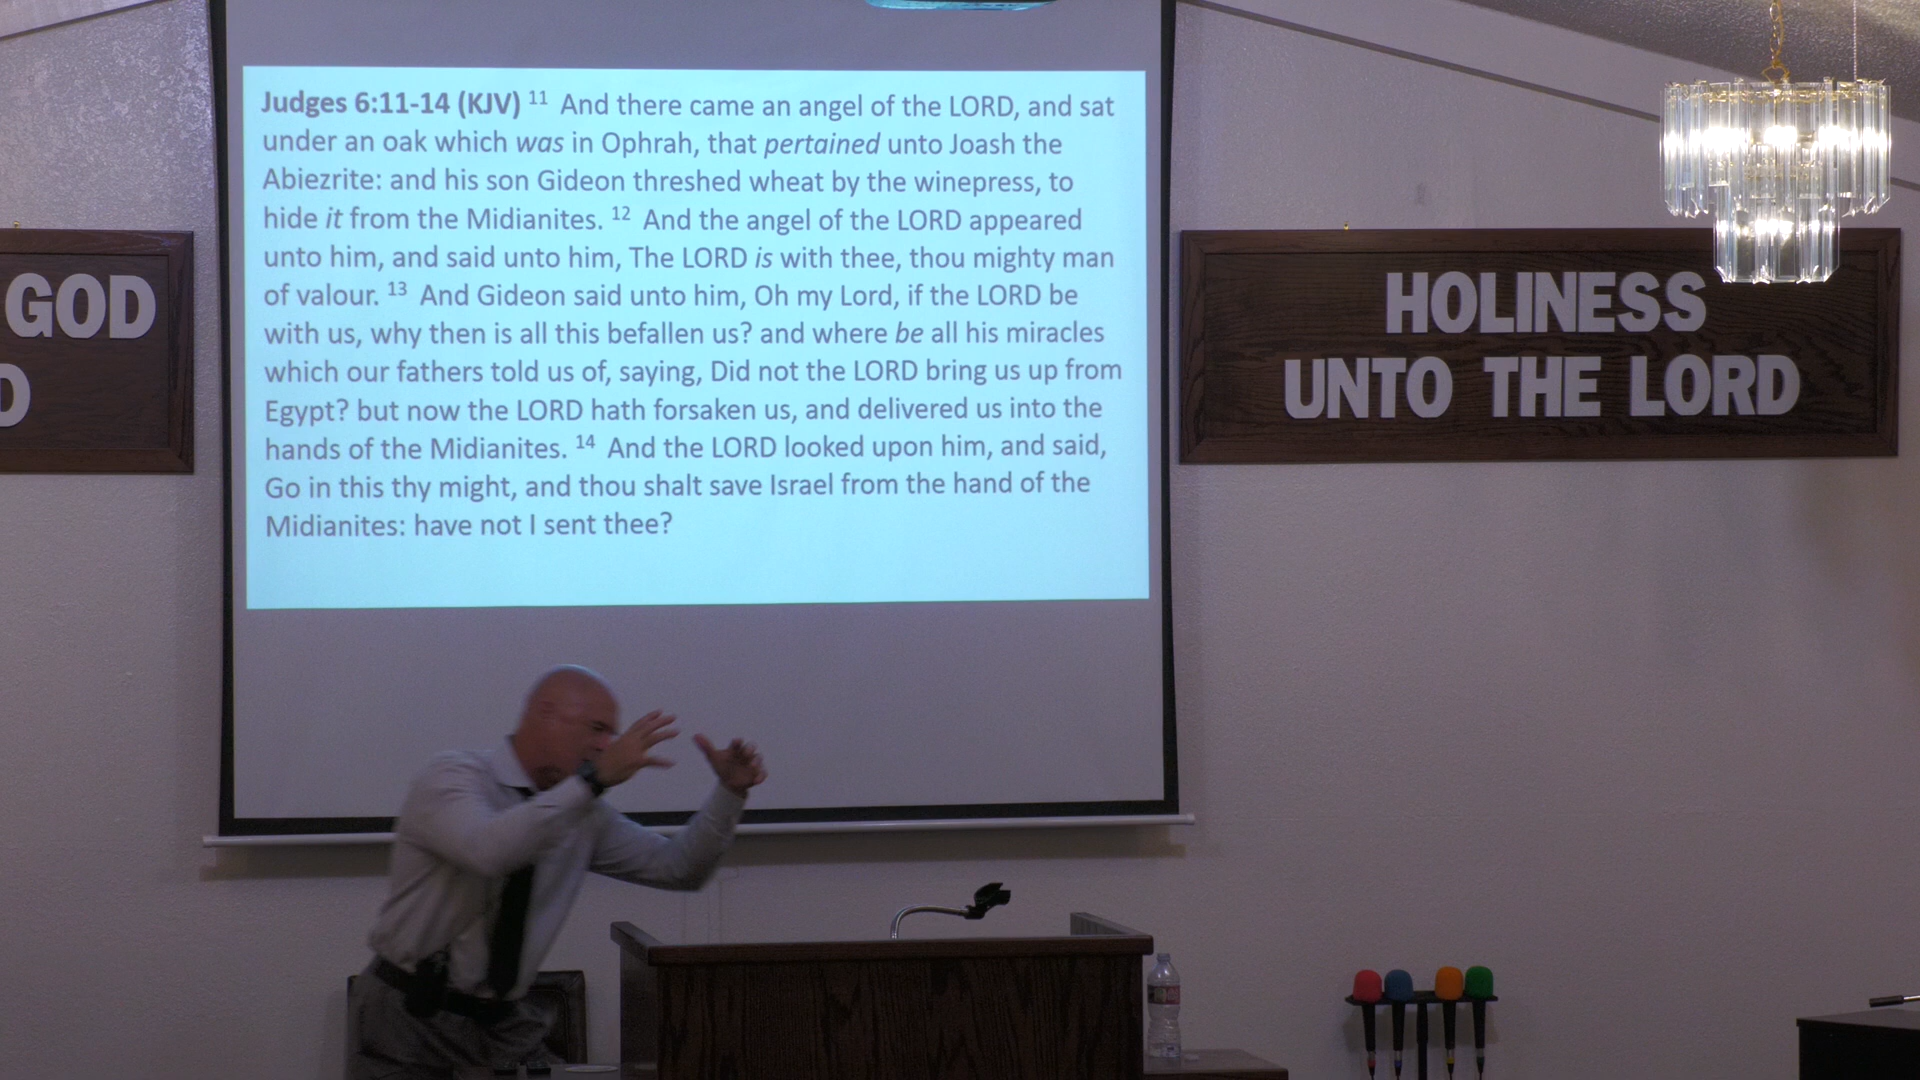 Judges 6:11-14 (KJV) 11 And there came an angel of the LORD, and sat
under an oak which was in Ophrah, that pertained unto Joash the
Abiezrite: and his son Gideon threshed wheat by the winepress, to
hide it from the Midianites. 12 And the angel of the LORD appeared
unto him, and said unto him, The LORD is with thee, thou mighty man
of valour. 13 And Gideon said unto him, Oh my Lord, if the LORD be
with us, why then is all this befallen us? and where be all his miracles
which our fathers told us of, saying, Did not the LORD bring us up from
Egypt? but now the LORD hath forsaken us, and delivered us into the
hands of the Midianites. 14 And the LORD looked upon him, and said,
Go in this thy might, and thou shalt save Israel from the hand of the
Midianites: have not I sent thee?
GOD
D
HOLINESS
UNTO THE LORD